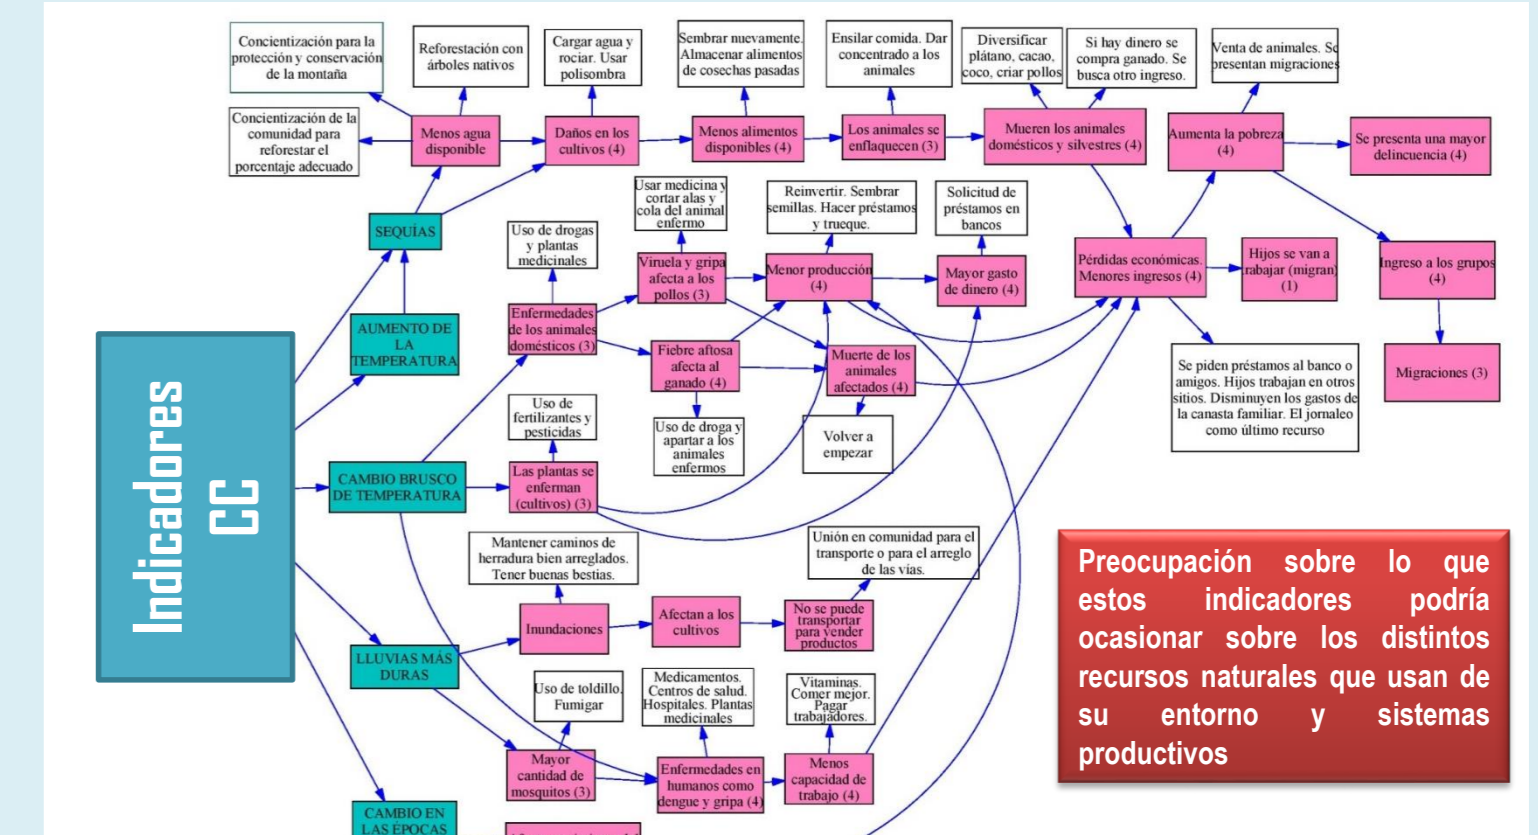 Indicadores
CC
Concientización para la
protección y conservación
de la montaña
Reforestación con
árboles nativos
Cargar agua y
rociar. Usar
polisombra
Sembrar nuevamente.
Almacenar alimentos
de cosechas pasadas
Ensilar comida. Dar
concentrado a los
animales
Diversificar
plátano, cacao,
coco, criar pollos
Si hay dinero se
compra ganado. Se
busca otro ingreso.
Venta de animales. Se
presentan migraciones
Concientización de la
comunidad para
reforestar el
porcentaje adecuado
Menos agua
disponible
Daños en los
cultivos (4)
Menos alimentos
disponibles (4)
Los animales se
enflaquecen (3)
Mueren los animales
domésticos y silvestres (4)
Aumenta la pobreza
(4)
Se presenta una mayor
delincuencia (4)
SEQUÍAS
Uso de drogas
y plantas
medicinales
Usar medicina y
cortar alas y
cola del animal
enfermo
Reinvertir. Sembrar
semillas. Hacer préstamos
y trueque.
Solicitud de
préstamos en
bancos
Viruela y gripa
afecta a los
pollos (3)
Menor producción
(4)
Mayor gasto
de dinero (4)
Pérdidas económicas.
Menores ingresos (4)
Hijos se van a
rabajar (migran)
(1)
Ingreso a los grupos
(4)
AUMENTO DE
LA
TEMPERATURA
Enfermedades
de los animales
domésticos (3)
Fiebre aftosa
afecta al
ganado (4)
Muerte de los
animales
afectados (4)
Se piden préstamos al banco o
amigos. Hijos trabajan en otros
sitios. Disminuyen los gastos de
la canasta familiar. El jornaleo
como último recurso
Migraciones (3)
Uso de
fertilizantes y
pesticidas
Uso de droga y
apartar a los
animales
enfermos
Volver a
empezar
CAMBIO BRUSCO
DE TEMPERATURA
Las plantas se
enferman
(cultivos) (3)
Mantener caminos de
herradura bien arreglados.
Tener buenas bestias.
Unión en comunidad para el
transporte o para el arreglo
de las vías.
Inundaciones
Afectan a los
cultivos
No se puede
transportar
para vender
productos
LLUVIAS MÁS
DURAS
Uso de toldillo.
Fumigar
Medicamentos.
Centros de salud.
Hospitales. Plantas
medicinales
Vitaminas.
Comer mejor.
Pagar
trabajadores.
Mayor
cantidad de
mosquitos (3)
Enfermedades en
humanos como
dengue y gripa (4)
Menos
capacidad de
trabajo (4)
CAMBIO EN
LAS ÉPOCAS
Preocupación sobre lo que
estos indicadores podría
ocasionar sobre los distintos
recursos naturales que usan de
su entorno y sistemas
productivos